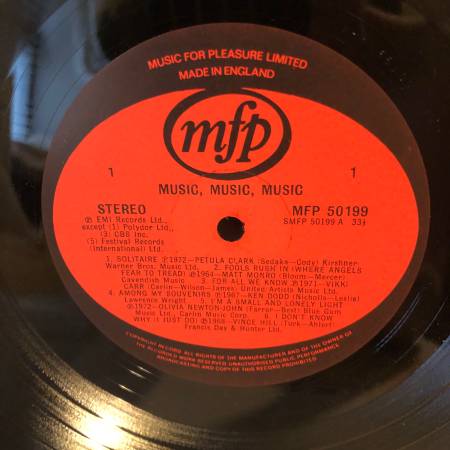 MUSIC FOR PLEASURE LIMITED
MADE IN ENGLAND
mfp
1 1
MUSIC, MUSIC, MUSIC
STEREO MFP 50199
℗ EMI Records Ltd., SMFP 50199 A 33⅓
except (1) Polydor Ltd.,
(3) CBS Inc.
(5) Festival Records
(International) Ltd.
1. SOLITAIRE ℗1972—PETULA CLARK (Sedaka—Cody) Kirshner-
Warner Bros. Music Ltd. 2. FOOLS RUSH IN (WHERE ANGELS
FEAR TO TREAD) ℗1964—MATT MONRO (Bloom—Mercer)
Cavendish Music 3. FOR ALL WE KNOW ℗1971—VIKKI
CARR (Carlin—Wilson—James) United Artists Music Ltd.
4. AMONG MY SOUVENIRS ℗1967—KEN DODD (Nicholls—Leslie)
Lawrence Wright 5. I'M A SMALL AND LONELY LIGHT
℗1972—OLIVIA NEWTON-JOHN (Farrer—Best) Blue Gum
Music Ltd., Carlin Music Corp. 6. I DON'T KNOW
WHY (I JUST DO) ℗1966—VINCE HILL (Turk—Ahlert)
Francis Day & Hunter Ltd.
COPYRIGHT IN CORD. ALL RIGHTS OF THE MANUFACTURER AND OF THE OWNER OF
THE RECORDED WORK RESERVED UNAUTHORISED PUBLIC PERFORMANCE
BROADCASTING AND COPY OF THIS RECORD PROHIBITED